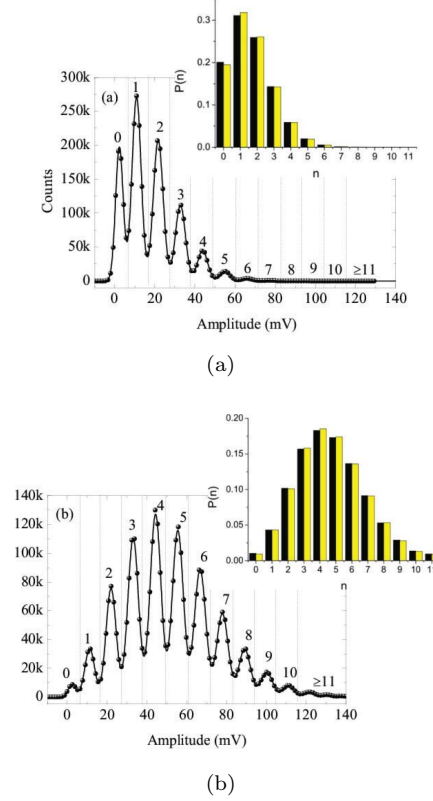 0.3
0.2
0.1
0.0
P(n)
0 1 2 3 4 5 6 7 8 9 10 11
n
300k
250k
200k
150k
100k
50k
0
Counts
(a)
0
1
2
3
4
5
6 7 8 9 10 ≥11
0 20 40 60 80 100 120 140
Amplitude (mV)
(a)
0.20
0.15
0.10
0.05
0.00
P(n)
0 1 2 3 4 5 6 7 8 9 10 11
n
140k
120k
100k
80k
60k
40k
20k
0
(b)
0
1
2
3
4
5
6
7
8
9
10 ≥11
0 20 40 60 80 100 120 140
Amplitude (mV)
(b)